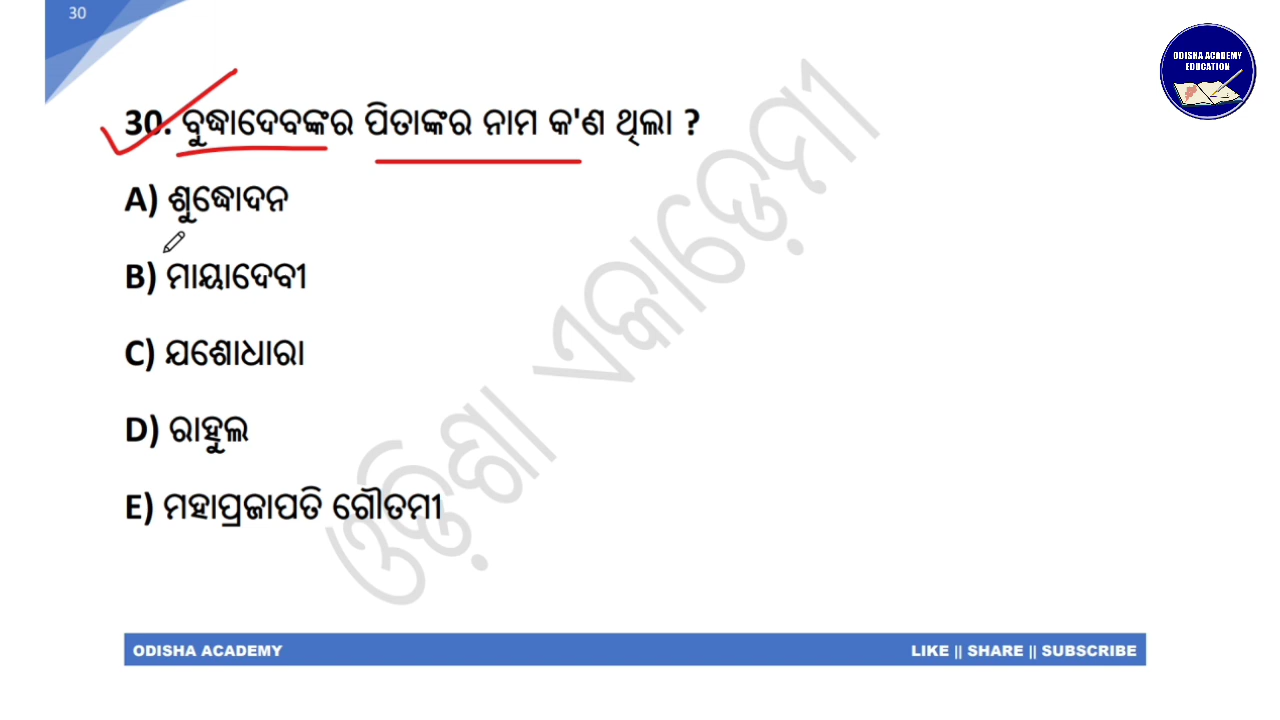 30
ODISHA ACADEMY
EDUCATION
30. ବୁଦ୍ଧାଦେବଙ୍କର ପିତାଙ୍କର ନାମ କ'ଣ ଥିଲା ?
A) ଶୁଦ୍ଧୋଦନ
B) ମାୟାଦେବୀ
C) ଯଶୋଧାରା
D) ରାହୁଲ
E) ମହାପ୍ରଜାପତି ଗୌତମୀ
ଓଡ଼ିଶା ଏକାଡ଼େମୀ
ODISHA ACADEMY
LIKE || SHARE || SUBSCRIBE